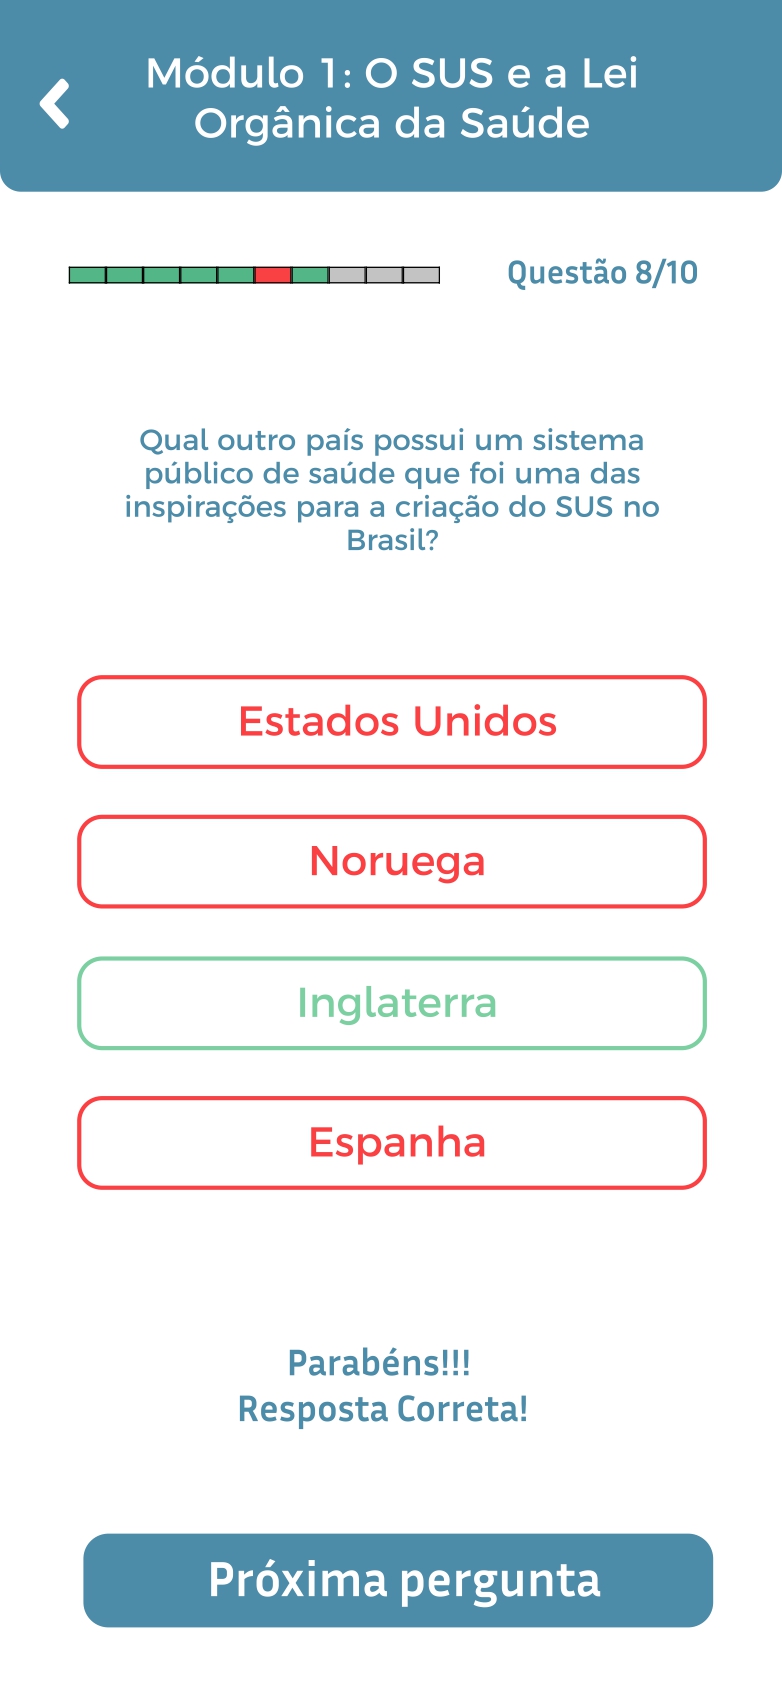 Módulo 1: O SUS e a Lei
Orgânica da Saúde
Questão 8/10
Qual outro país possui um sistema
público de saúde que foi uma das
inspirações para a criação do SUS no
Brasil?
Estados Unidos
Noruega
Inglaterra
Espanha
Parabéns!!!
Resposta Correta!
Próxima pergunta